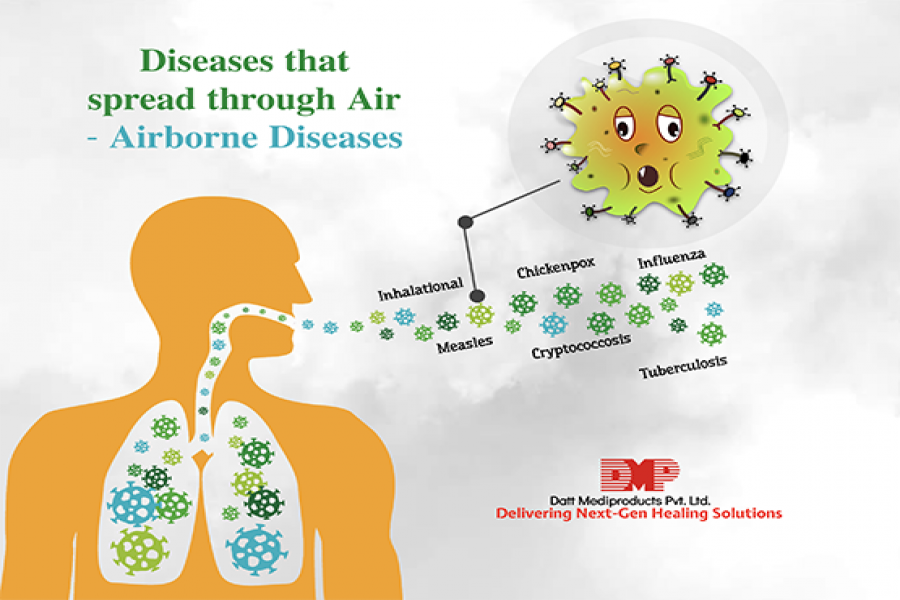 Diseases that
spread through Air
- Airborne Diseases
Inhalational
Chickenpox
Influenza
Measles
Cryptococcosis
Tuberculosis
DMP
Datt Mediproducts Pvt. Ltd.
Delivering Next-Gen Healing Solutions